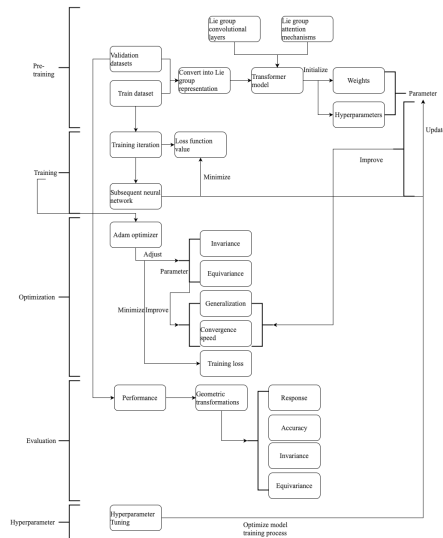 Lie group
convolutional
layers
Lie group
attention
mechanisms
Pre-
training
Validation
datasets
Convert into Lie
group
representation
Transformer
model
Initialize
Weights
Train dataset
Hyperparameters
Parameter
Updat
Training iteration
Loss function
value
Improve
Training
Minimize
Subsequent neural
network
Adam optimizer
Adjust
Invariance
Parameter
Equivariance
Optimization
Generalization
Minimize
Improve
Convergence
speed
Training loss
Performance
Geometric
transformations
Response
Accuracy
Evaluation
Invariance
Equivariance
Hyperparameter
Hyperparameter
Tuning
Optimize model
training process